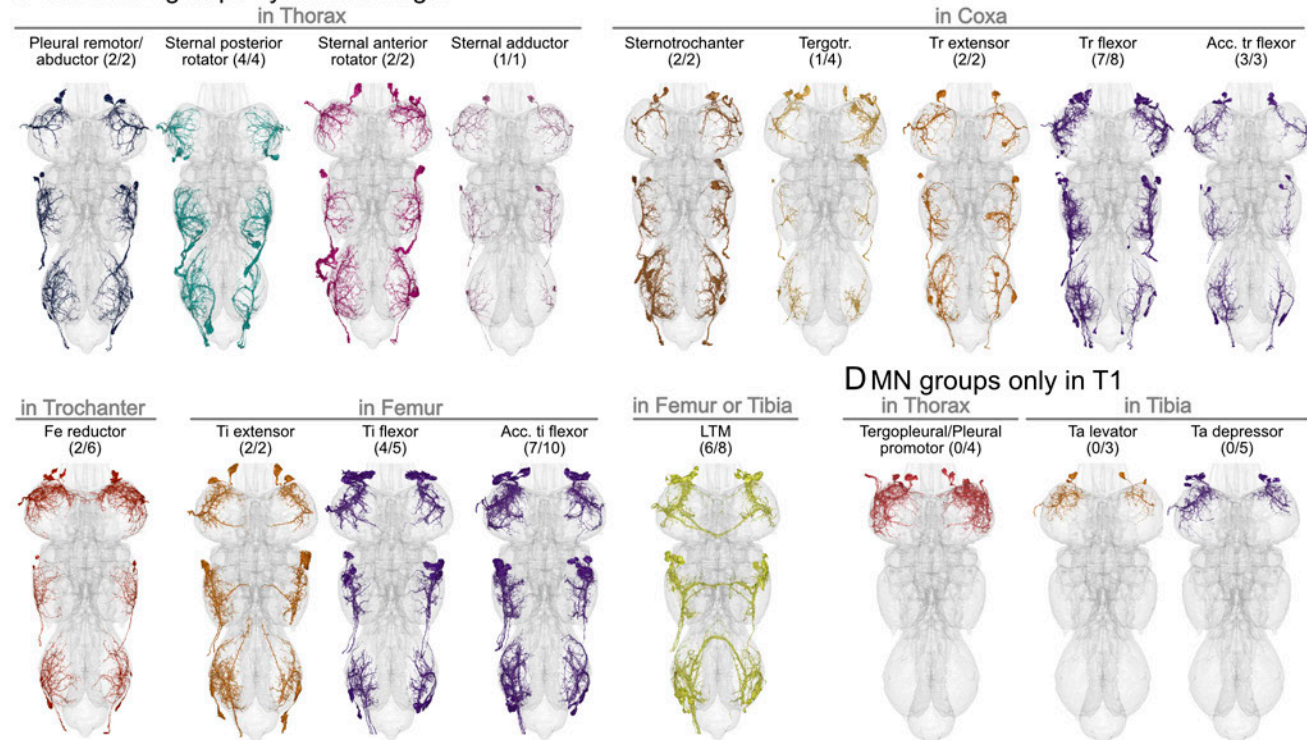 in Thorax
in Coxa
Pleural remotor/
abductor (2/2)
Sternal posterior
rotator (4/4)
Sternal anterior
rotator (2/2)
Sternal adductor
(1/1)
Sternotrochanter
(2/2)
Tergotr.
(1/4)
Tr extensor
(2/2)
Tr flexor
(7/8)
Acc. tr flexor
(3/3)
D MN groups only in T1
in Trochanter
in Femur
in Femur or Tibia
in Thorax
in Tibia
Fe reductor
(2/6)
Ti extensor
(2/2)
Ti flexor
(4/5)
Acc. ti flexor
(7/10)
LTM
(6/8)
Tergopleural/Pleural
promotor (0/4)
Ta levator
(0/3)
Ta depressor
(0/5)